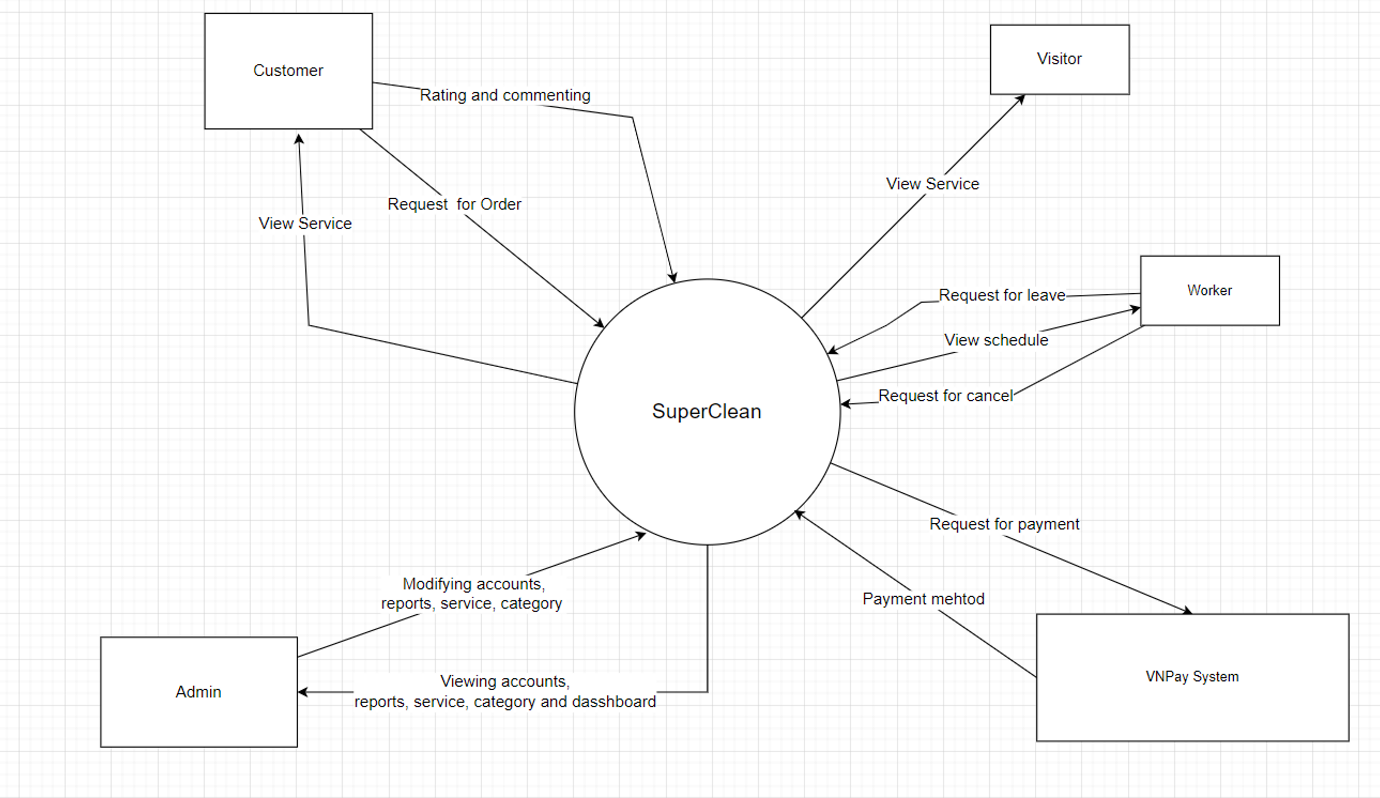 Customer
Visitor
Rating and commenting
View Service
Request for Order
View Service
Request for leave
Worker
View schedule
Request for cancel
SuperClean
Request for payment
Modifying accounts,
reports, service, category
Payment mehtod
Admin
Viewing accounts,
reports, service, category and dasshboard
VNPay System